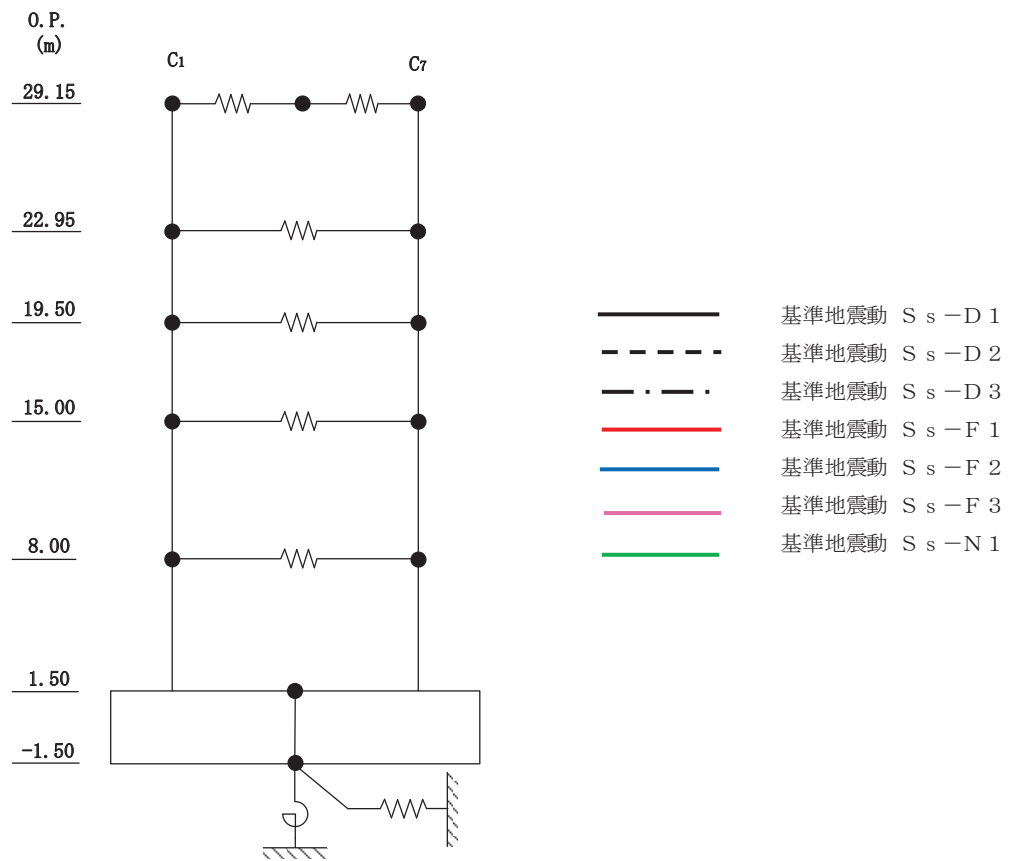 O.P.
(m)
C1
C7
29.15
22.95
19.50
15.00
8.00
1.50
-1.50
基準地震動 Ｓｓ－Ｄ１
基準地震動 Ｓｓ－Ｄ２
基準地震動 Ｓｓ－Ｄ３
基準地震動 Ｓｓ－Ｆ１
基準地震動 Ｓｓ－Ｆ２
基準地震動 Ｓｓ－Ｆ３
基準地震動 Ｓｓ－Ｎ１